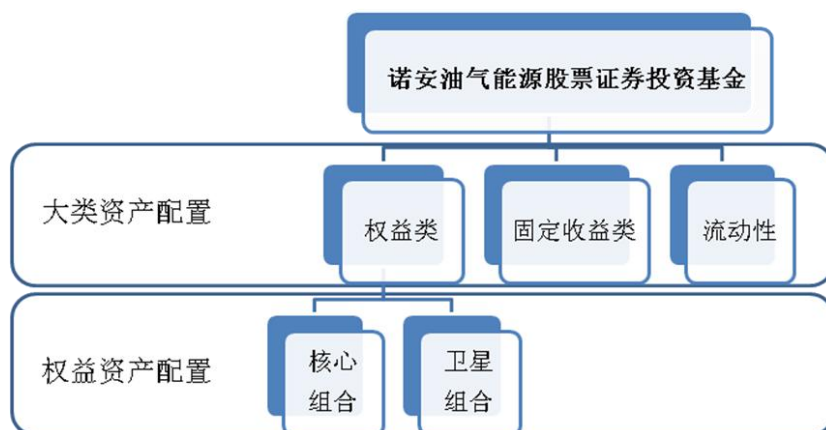 诺安油气能源股票证券投资基金
大类资产配置
权益类
固定收益类
流动性
权益资产配置
核心
组合
卫星
组合